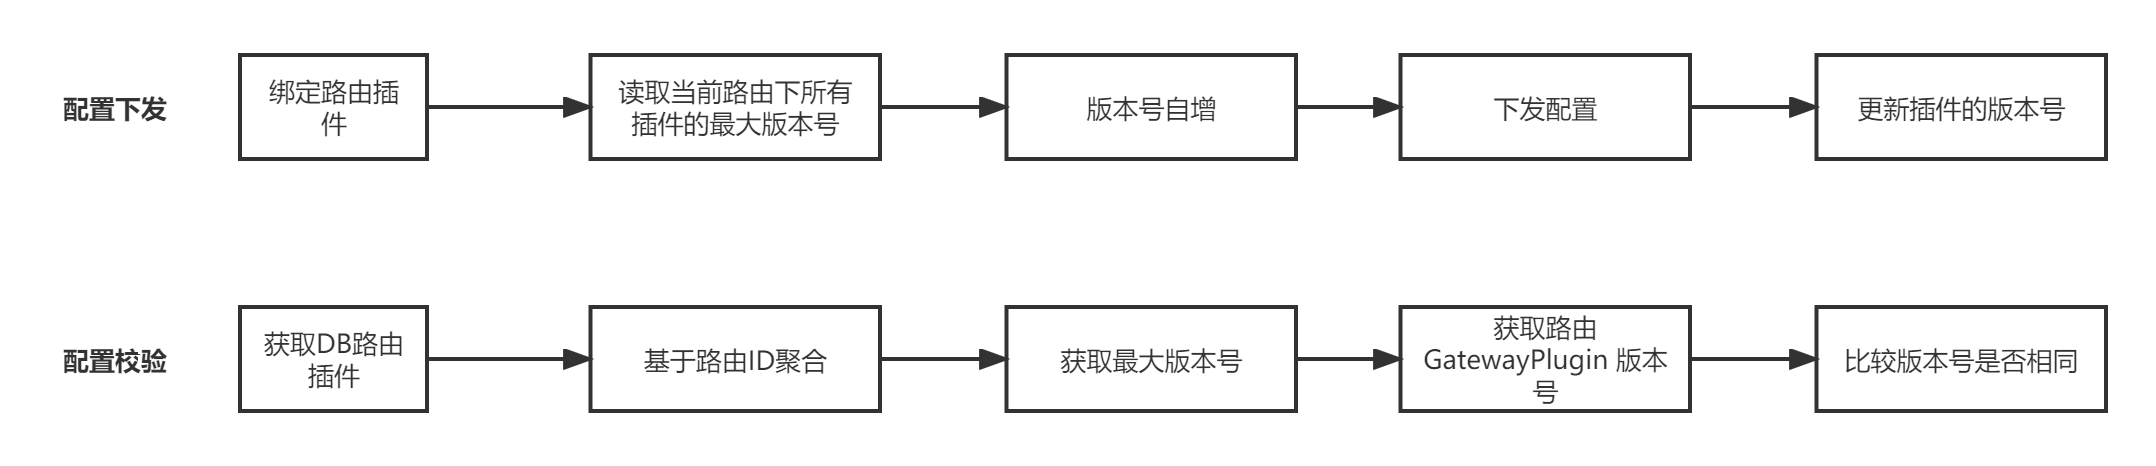 配置下发
绑定路由插
件
读取当前路由下所有
插件的最大版本号
版本号自增
下发配置
更新插件的版本号
配置校验
获取DB路由
插件
基于路由ID聚合
获取最大版本号
获取路由
GatewayPlugin 版本
号
比较版本号是否相同